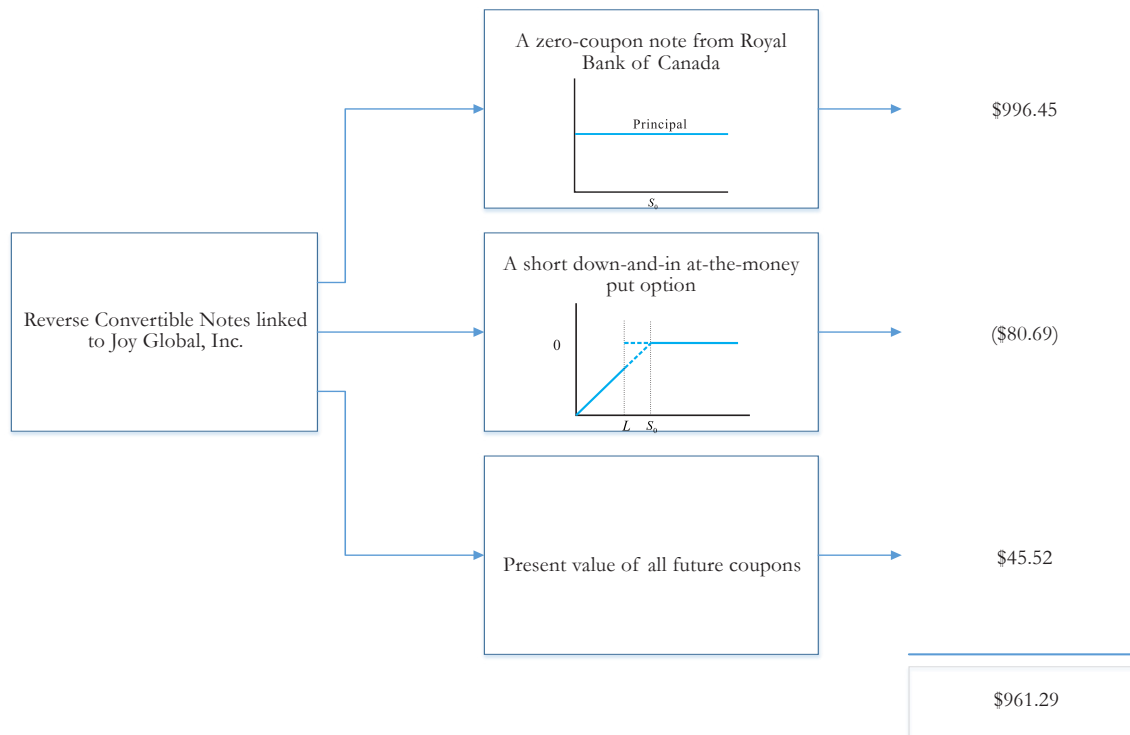 A zero-coupon note from Royal
Bank of Canada
Principal
S₀
$996.45
Reverse Convertible Notes linked
to Joy Global, Inc.
A short down-and-in at-the-money
put option
0
L S₀
($80.69)
Present value of all future coupons
$45.52
$961.29